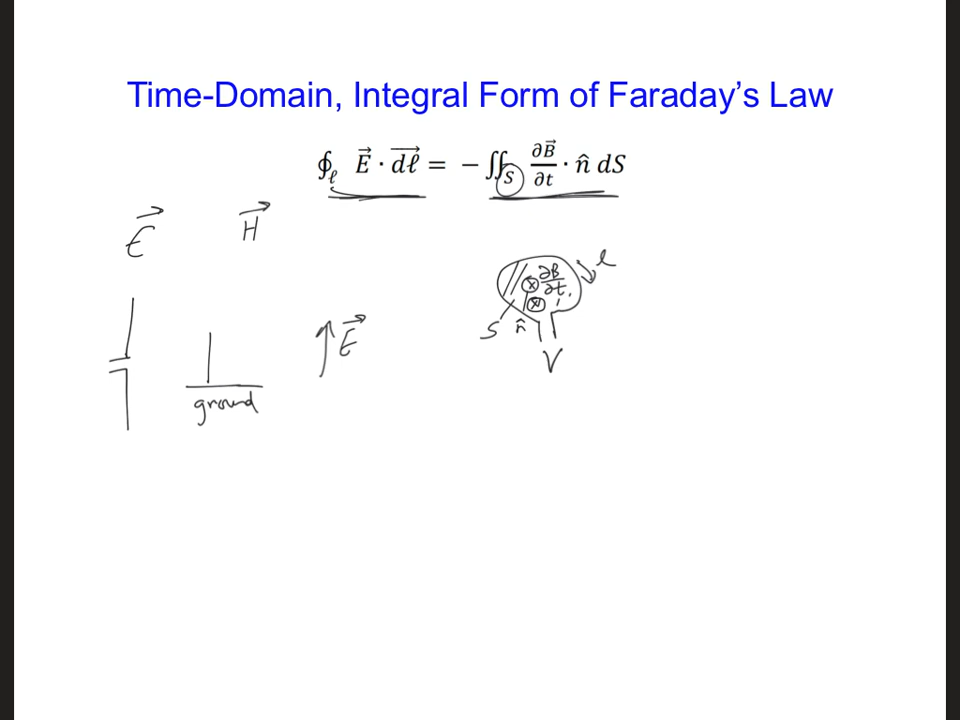 Time-Domain, Integral Form of Faraday's Law
∮ℓ E⃗ · dℓ⃗ = − ∬S ∂B⃗/∂t · n̂ dS
E⃗ H⃗
∂B/∂t
ℓ
S n̂
E⃗
V
ground